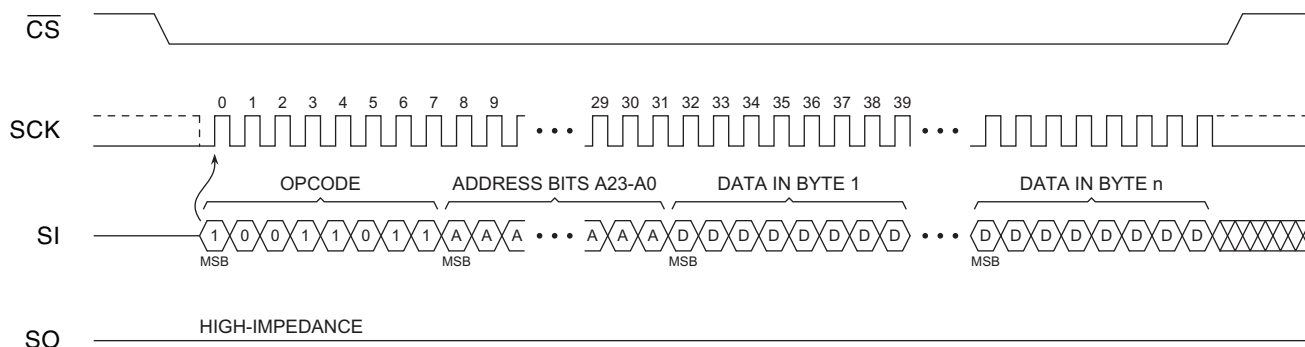 CS
0 1 2 3 4 5 6 7 8 9 29 30 31 32 33 34 35 36 37 38 39
SCK
OPCODE ADDRESS BITS A23-A0 DATA IN BYTE 1 DATA IN BYTE n
SI 1 0 0 1 1 0 1 1 A A A A A A D D D D D D D D D D D D D D D D
MSB MSB MSB MSB
HIGH-IMPEDANCE
SO